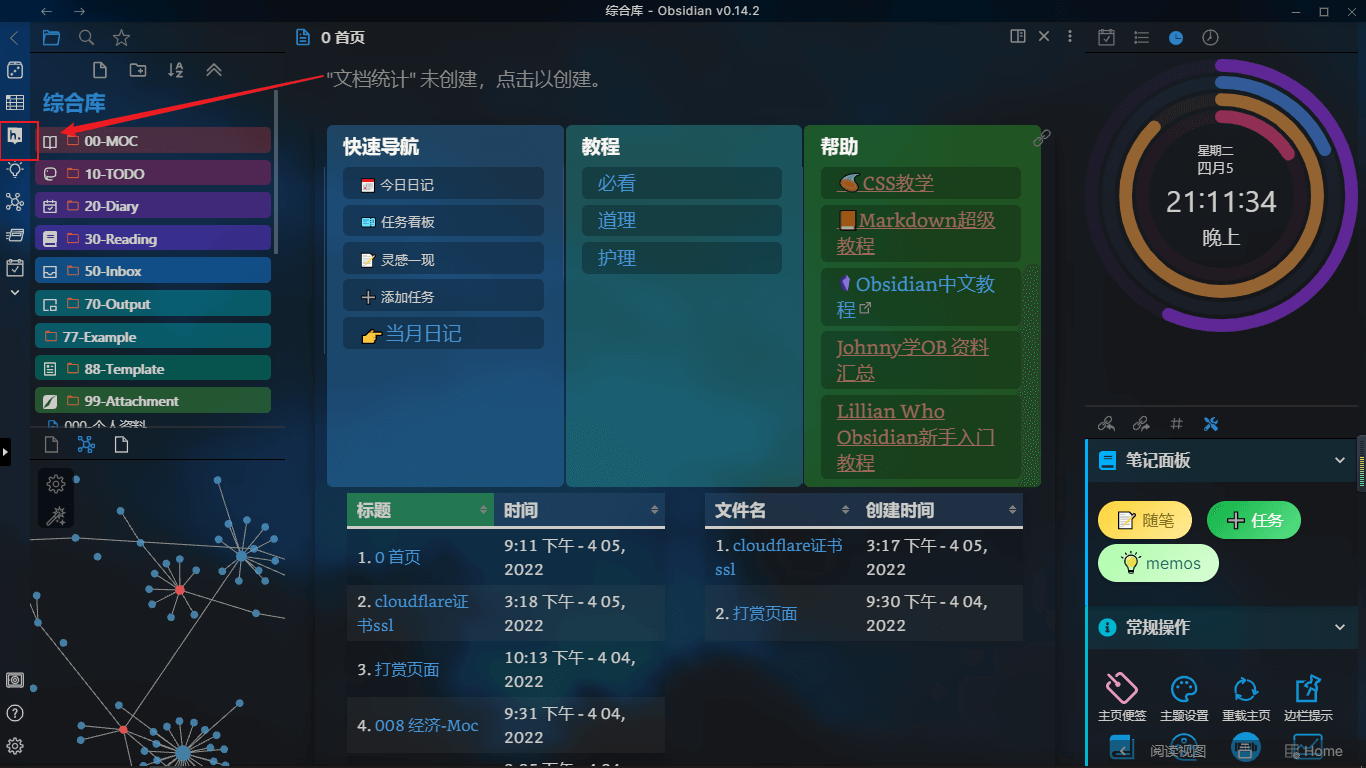 综合库 - Obsidian v0.14.2
0 首页
"文档统计" 未创建，点击以创建。
综合库
h.
00-MOC
10-TODO
20-Diary
30-Reading
50-Inbox
70-Output
77-Example
88-Template
99-Attachment
000-个人资料
快速导航
今日日记
任务看板
灵感一现
添加任务
当月日记
教程
必看
道理
护理
帮助
CSS教学
Markdown超级
教程
Obsidian中文教
程
Johnny学OB 资料
汇总
Lillian Who
Obsidian新手入门
教程
标题 时间
1. 0 首页 9:11 下午 - 4 05,
2022
2. cloudflare证 3:18 下午 - 4 05,
书ssl 2022
3. 打赏页面 10:13 下午 - 4 04,
2022
4. 008 经济-Moc 9:31 下午 - 4 04,
2022
文件名 创建时间
1. cloudflare证书 3:17 下午 - 4 05,
ssl 2022
2. 打赏页面 9:30 下午 - 4 04,
2022
星期二
四月5
21:11:34
晚上
笔记面板
随笔
任务
memos
常规操作
主页便签 主题设置 重载主页 边栏提示
阅读视图 Home